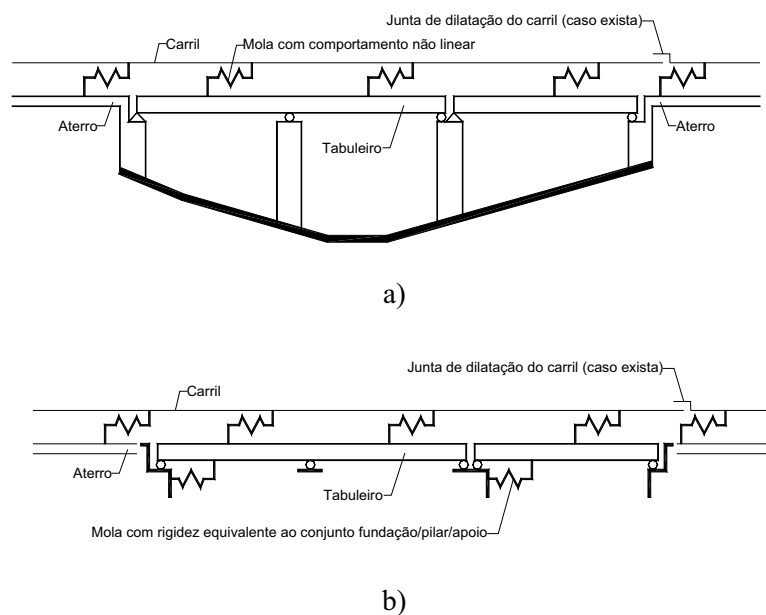 Junta de dilatação do carril (caso exista)
Carril
Mola com comportamento não linear
Aterro
Tabuleiro
Aterro
a)
Junta de dilatação do carril (caso exista)
Carril
Aterro
Tabuleiro
Mola com rigidez equivalente ao conjunto fundação/pilar/apoio
b)